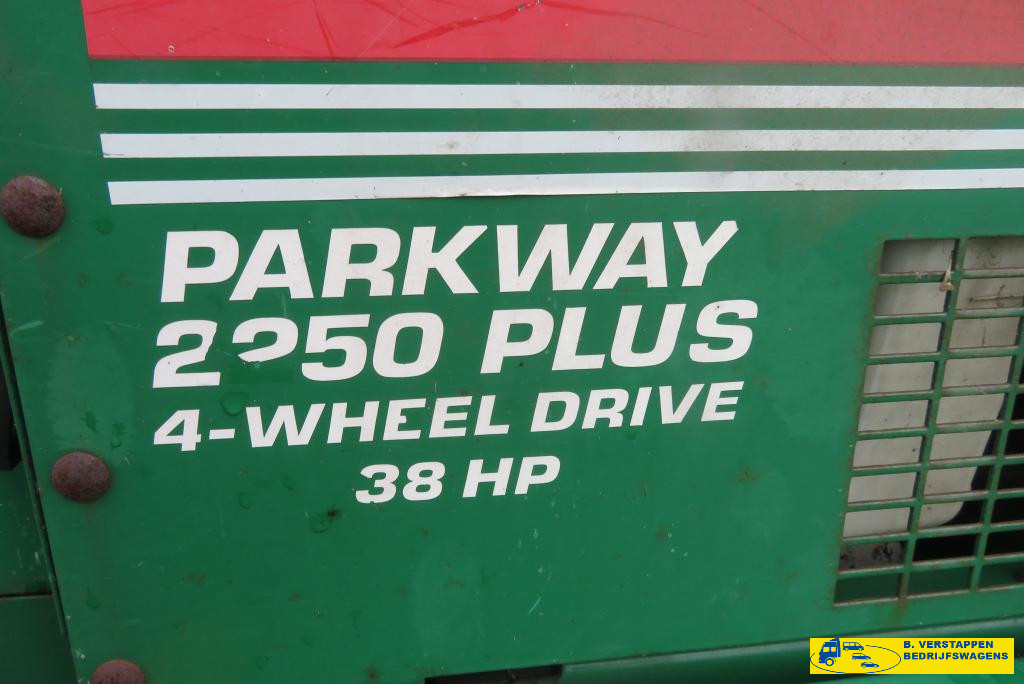 PARKWAY
2250 PLUS
4-WHEEL DRIVE
38 HP
B. VERSTAPPEN
BEDRIJFSWAGENS